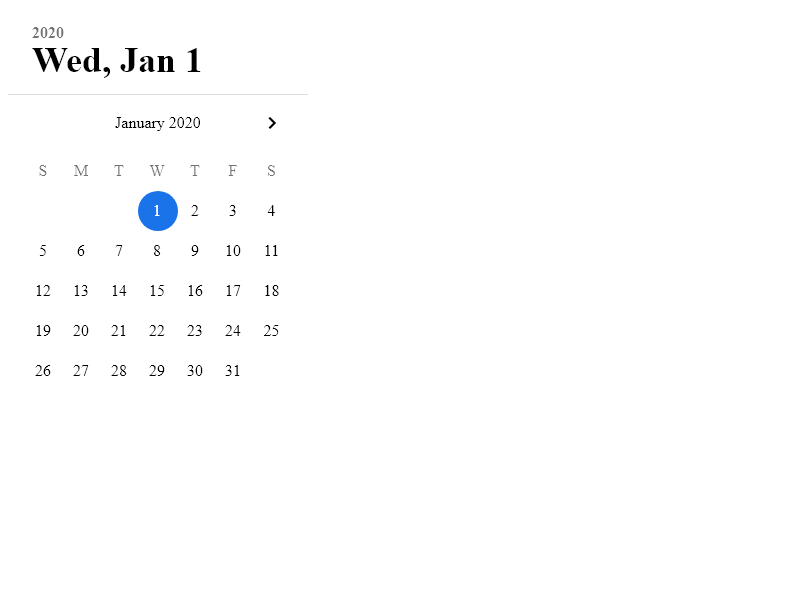 2020
Wed, Jan 1
January 2020
S M T W T F S
1 2 3 4
5 6 7 8 9 10 11
12 13 14 15 16 17 18
19 20 21 22 23 24 25
26 27 28 29 30 31